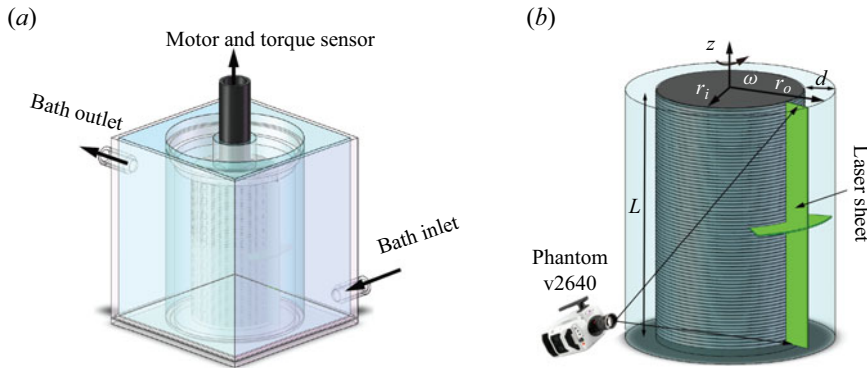 (a)
Motor and torque sensor
Bath outlet
Bath inlet
(b)
z
ω
d
r_i
r_o
L
Laser sheet
Phantom
v2640